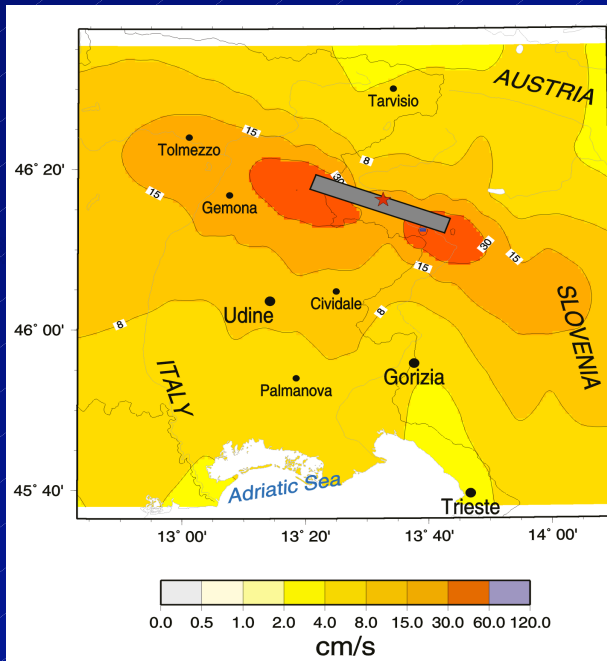 AUSTRIA
Tarvisio
15
8
Tolmezzo
46° 20'
30
15
Gemona
30
15
15
SLOVENIA
Cividale
Udine
8
8
46° 00'
ITALY
Gorizia
Palmanova
Adriatic Sea
45° 40'
Trieste
13° 00' 13° 20' 13° 40' 14° 00'
0.0 0.5 1.0 2.0 4.0 8.0 15.0 30.0 60.0 120.0
cm/s